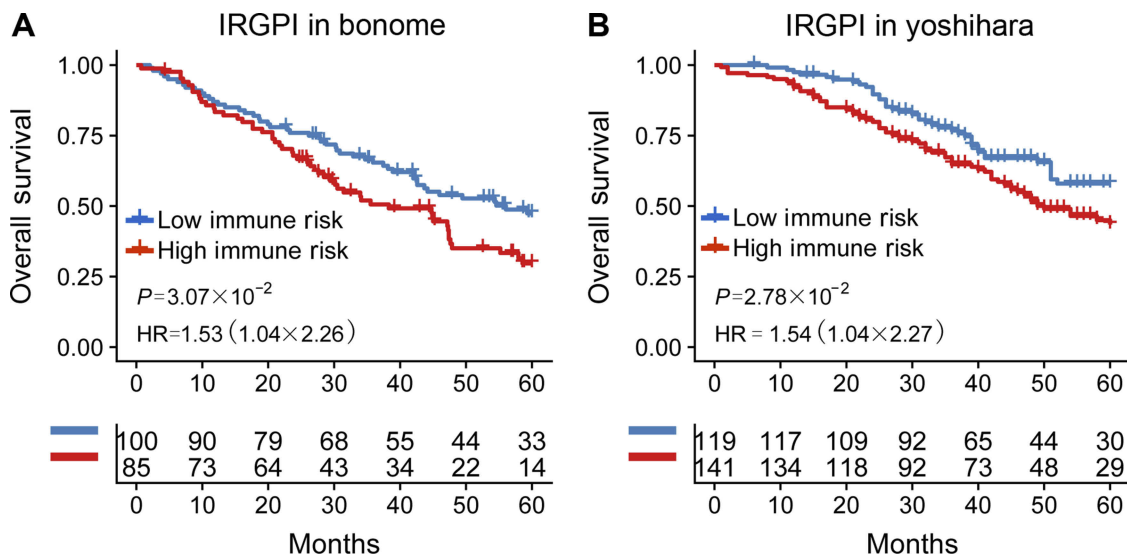 A
IRGPI in bonome
Overall survival
1.00
0.75
0.50
0.25
0.00
Low immune risk
High immune risk
P=3.07×10⁻²
HR=1.53 (1.04×2.26)
0 10 20 30 40 50 60
100 90 79 68 55 44 33
85 73 64 43 34 22 14
0 10 20 30 40 50 60
Months
B
IRGPI in yoshihara
Overall survival
1.00
0.75
0.50
0.25
0.00
Low immune risk
High immune risk
P=2.78×10⁻²
HR = 1.54 (1.04×2.27)
0 10 20 30 40 50 60
119 117 109 92 65 44 30
141 134 118 92 73 48 29
0 10 20 30 40 50 60
Months